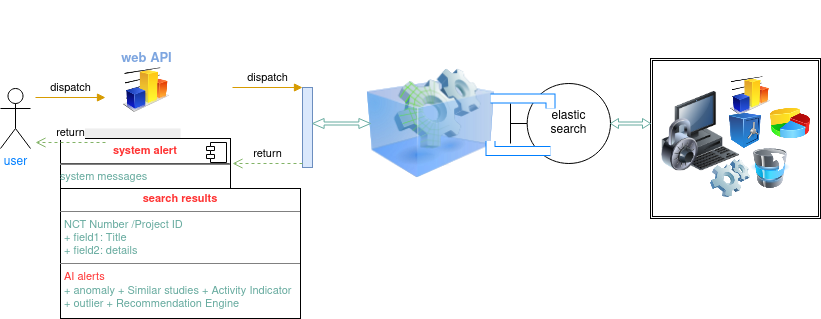 web API
dispatch
dispatch
return
user
system alert
return
system messages
elastic
search
search results
NCT Number /Project ID
+ field1: Title
+ field2: details
AI alerts
+ anomaly + Similar studies + Activity Indicator
+ outlier + Recommendation Engine